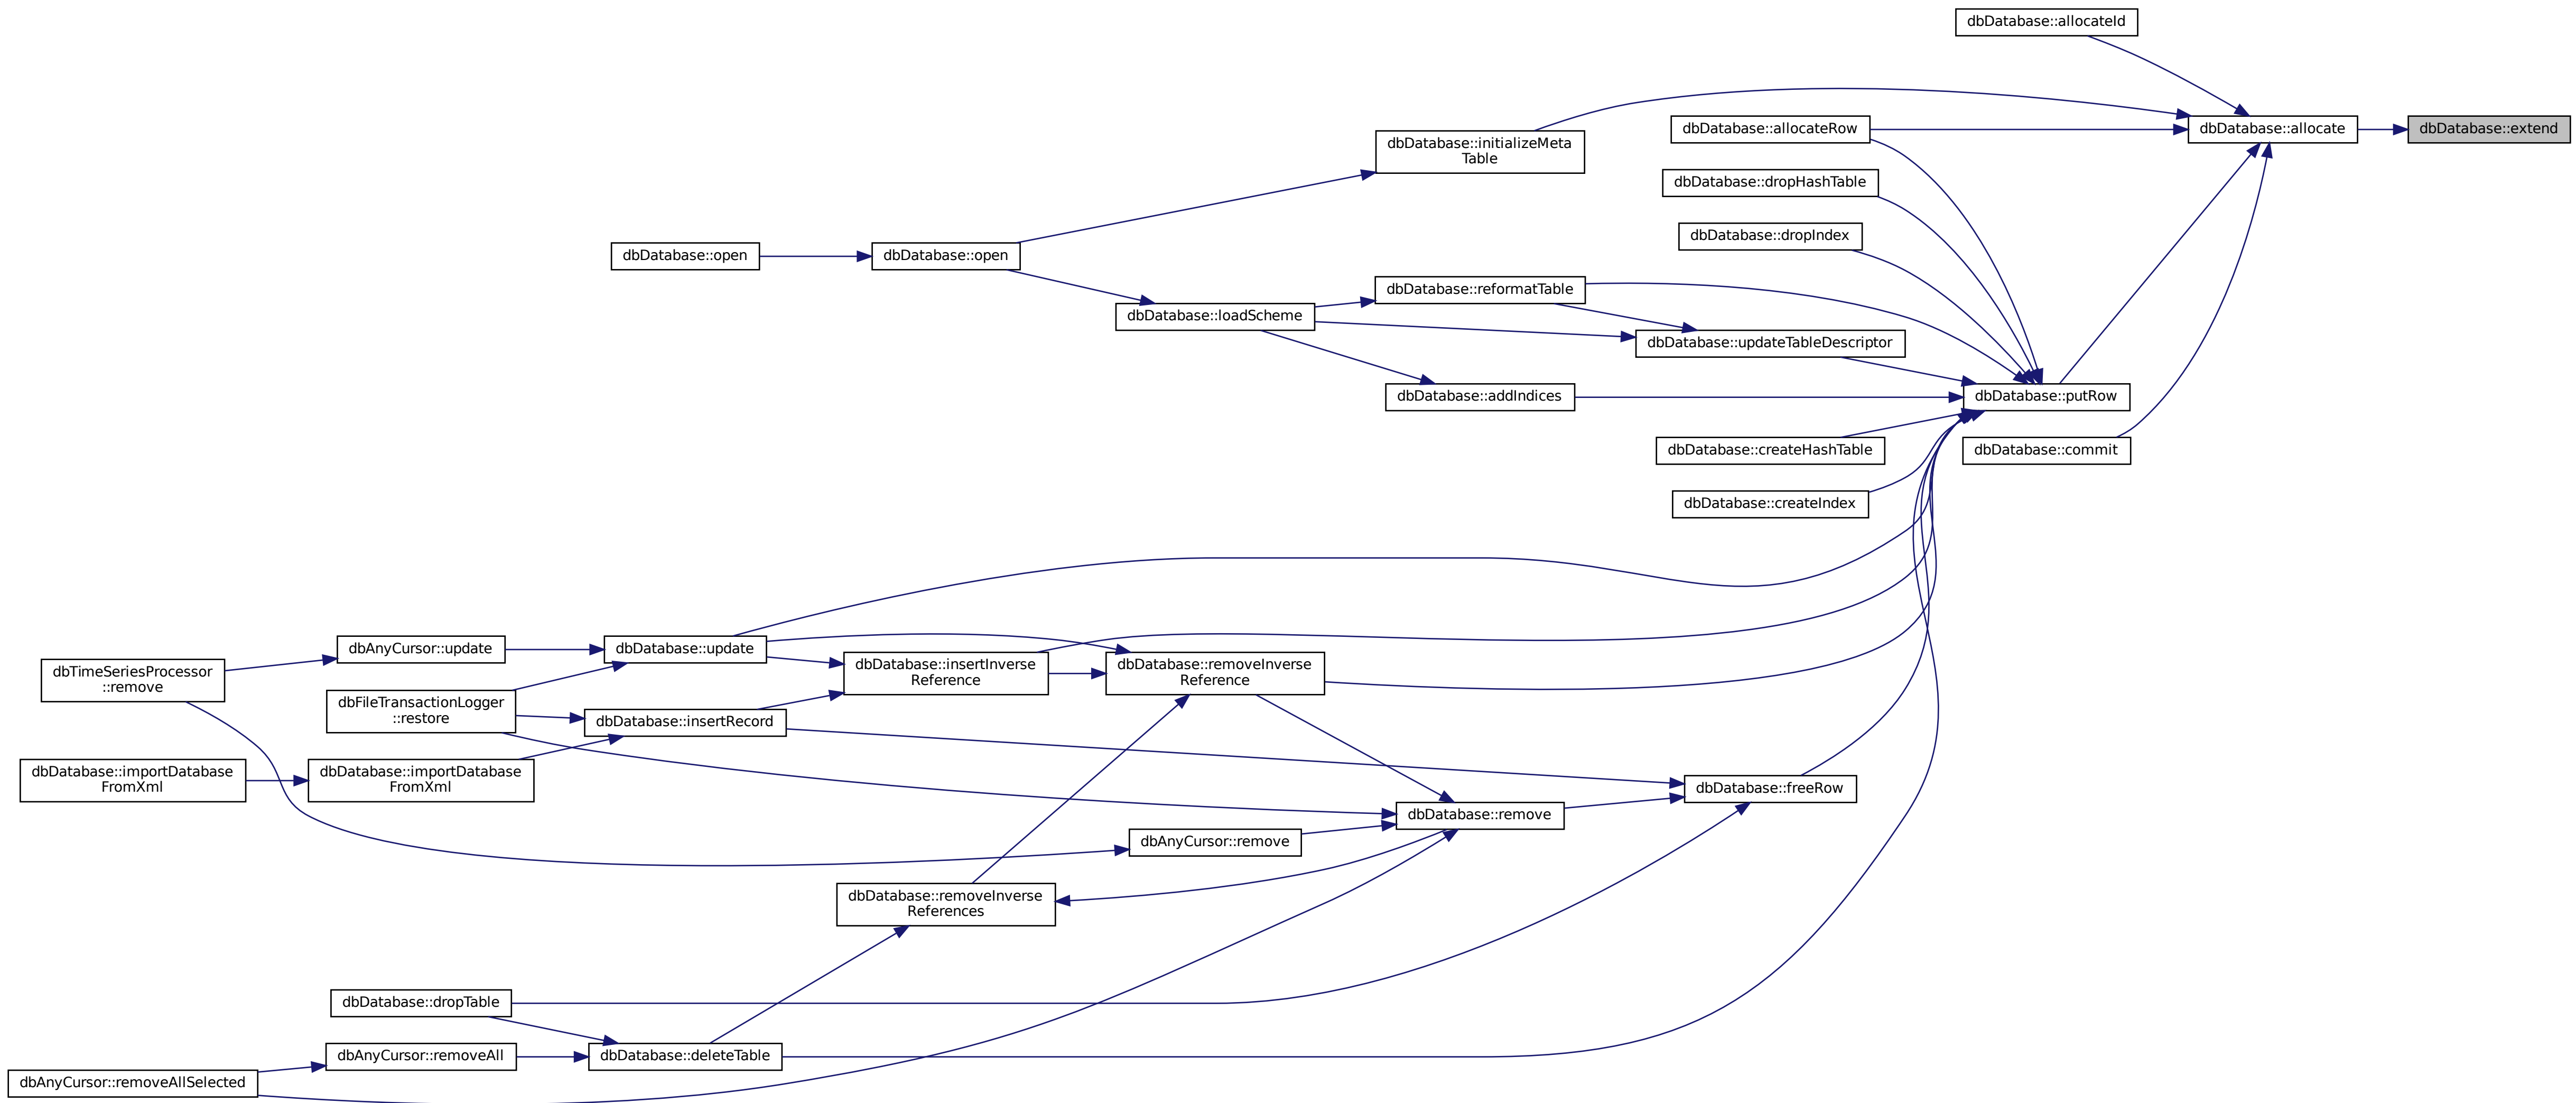 dbDatabase::allocateId
dbDatabase::allocate
dbDatabase::extend
dbDatabase::initializeMeta
Table
dbDatabase::allocateRow
dbDatabase::dropHashTable
dbDatabase::dropIndex
dbDatabase::open
dbDatabase::open
dbDatabase::reformatTable
dbDatabase::loadScheme
dbDatabase::updateTableDescriptor
dbDatabase::addIndices
dbDatabase::putRow
dbDatabase::createHashTable
dbDatabase::commit
dbDatabase::createIndex
dbTimeSeriesProcessor
::remove
dbAnyCursor::update
dbDatabase::update
dbDatabase::insertInverse
Reference
dbDatabase::removeInverse
Reference
dbFileTransactionLogger
::restore
dbDatabase::insertRecord
dbDatabase::importDatabase
FromXml
dbDatabase::importDatabase
FromXml
dbDatabase::freeRow
dbDatabase::remove
dbAnyCursor::remove
dbDatabase::removeInverse
References
dbDatabase::dropTable
dbAnyCursor::removeAll
dbDatabase::deleteTable
dbAnyCursor::removeAllSelected